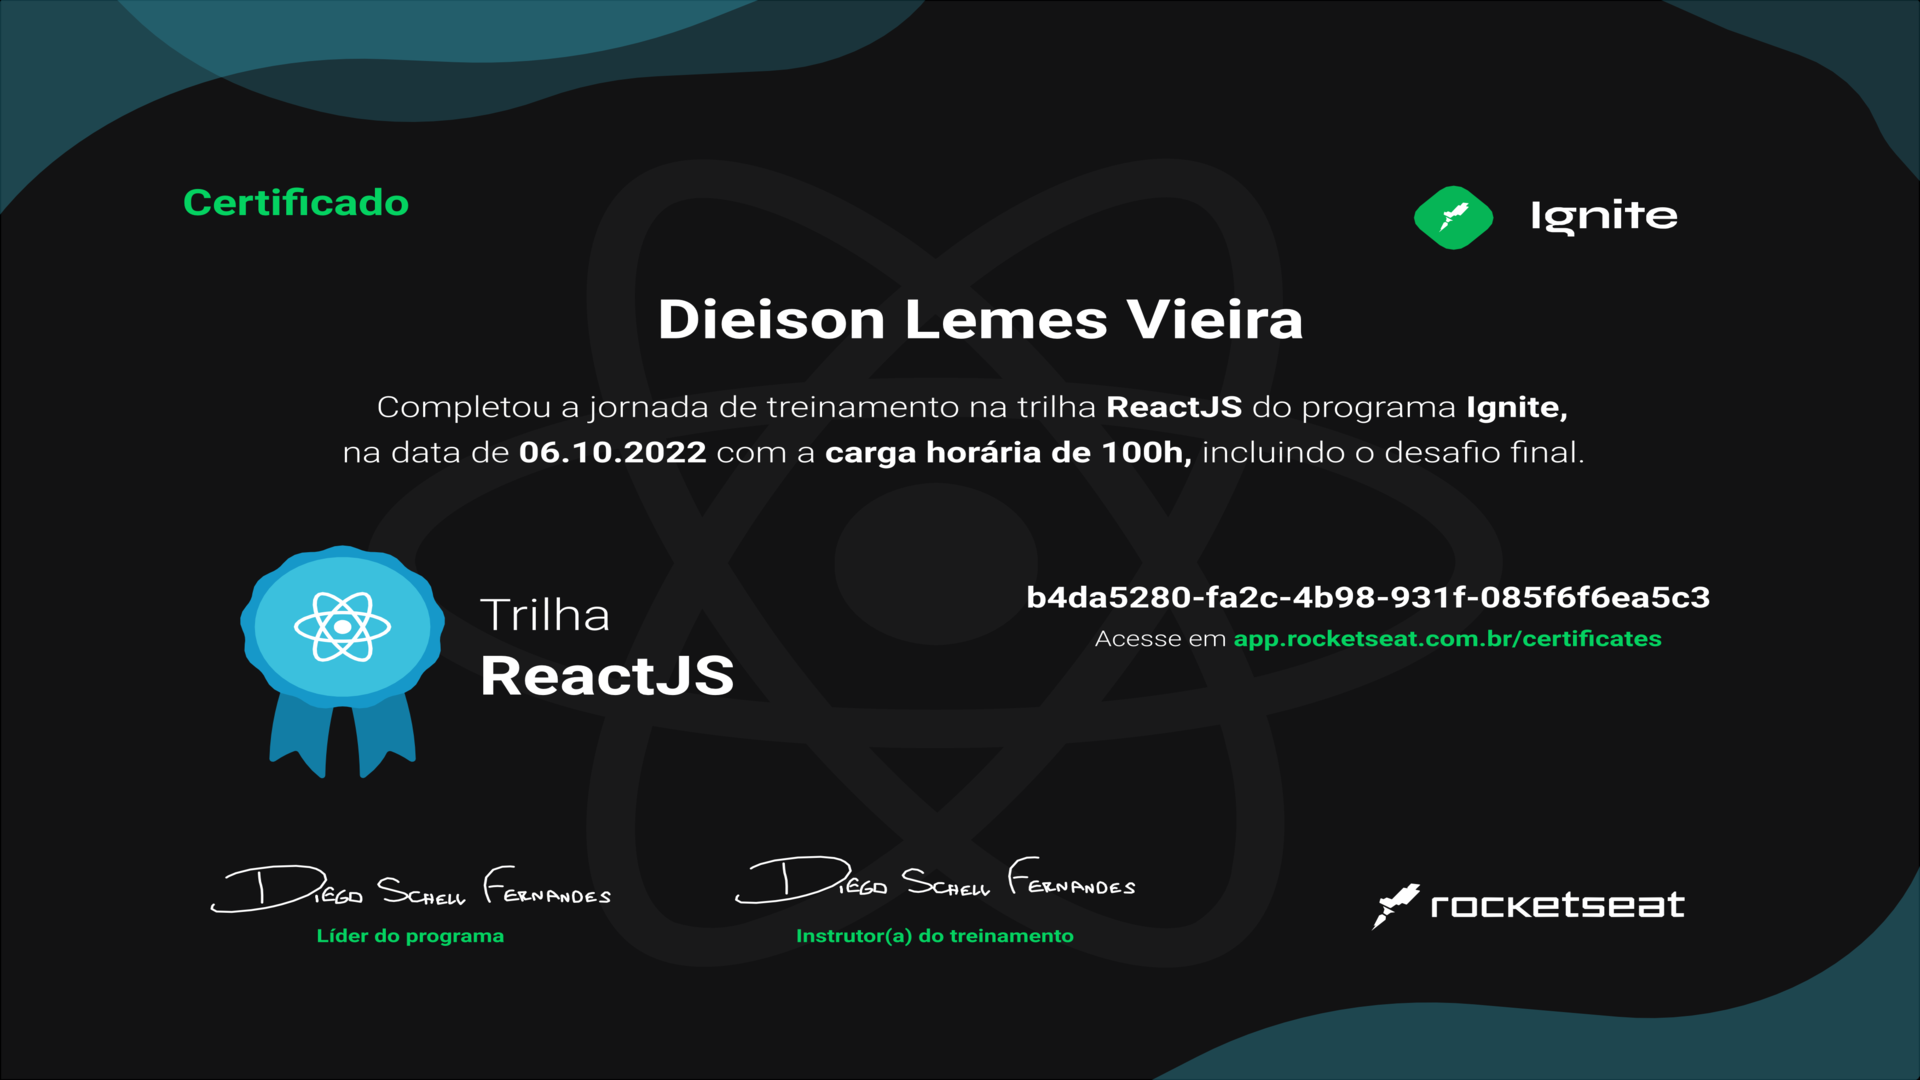 Certificado
Ignite
Dieison Lemes Vieira
Completou a jornada de treinamento na trilha ReactJS do programa Ignite,
na data de 06.10.2022 com a carga horária de 100h, incluindo o desafio final.
Trilha
ReactJS
b4da5280-fa2c-4b98-931f-085f6f6ea5c3
Acesse em app.rocketseat.com.br/certificates
Diego Schell Fernandes
Líder do programa
Diego Schell Fernandes
Instrutor(a) do treinamento
rocketseat